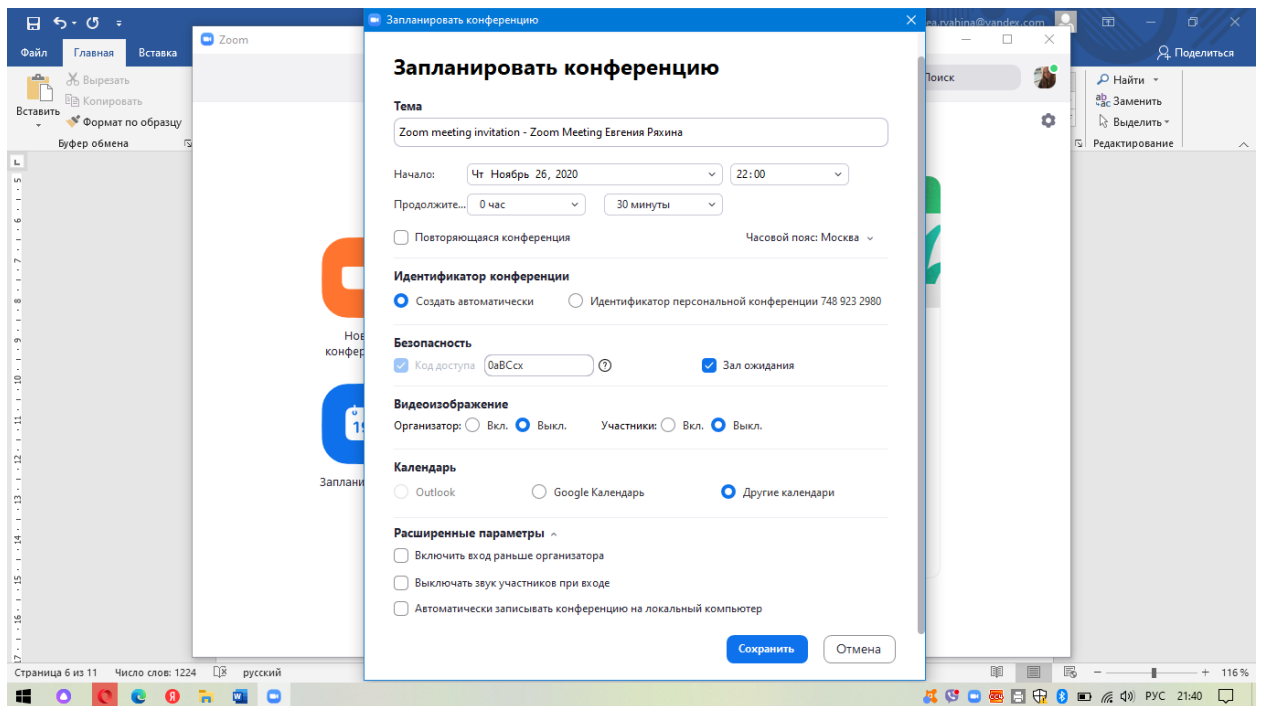 Запланировать конференцию
ea.ryahina@yandex.com
Zoom
Файл Главная Вставка
Поделиться
Вырезать
Копировать
Вставить
Формат по образцу
Буфер обмена
Поиск
Найти
Заменить
Выделить
Редактирование
Запланировать конференцию
Тема
Zoom meeting invitation - Zoom Meeting Евгения Ряхина
Начало: Чт Ноябрь 26, 2020 22:00
Продолжите... 0 час 30 минуты
Повторяющаяся конференция Часовой пояс: Москва
Идентификатор конференции
Создать автоматически Идентификатор персональной конференции 748 923 2980
Нов
конфер
Безопасность
Код доступа 0aBCcx Зал ожидания
Видеоизображение
Организатор: Вкл. Выкл. Участники: Вкл. Выкл.
19
Календарь
Заплани
Outlook Google Календарь Другие календари
Расширенные параметры
Включить вход раньше организатора
Выключать звук участников при входе
Автоматически записывать конференцию на локальный компьютер
Сохранить Отмена
Страница 6 из 11 Число слов: 1224 русский 116 %
РУС 21:40